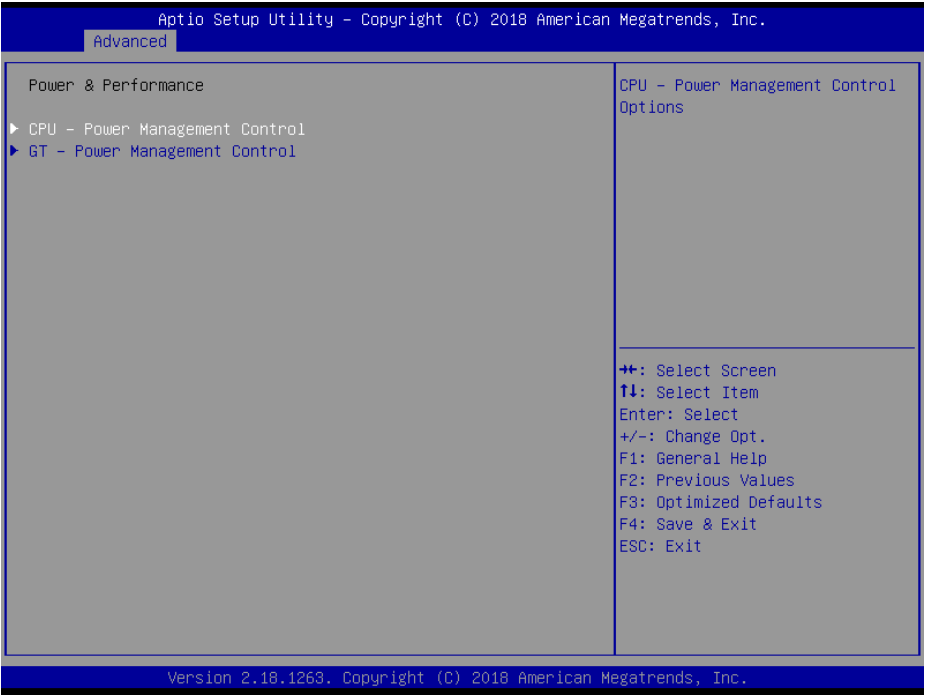 Aptio Setup Utility – Copyright (C) 2018 American Megatrends, Inc.
Advanced
Power & Performance
▶ CPU – Power Management Control
▶ GT – Power Management Control
CPU – Power Management Control
Options
→←: Select Screen
↑↓: Select Item
Enter: Select
+/-: Change Opt.
F1: General Help
F2: Previous Values
F3: Optimized Defaults
F4: Save & Exit
ESC: Exit
Version 2.18.1263. Copyright (C) 2018 American Megatrends, Inc.